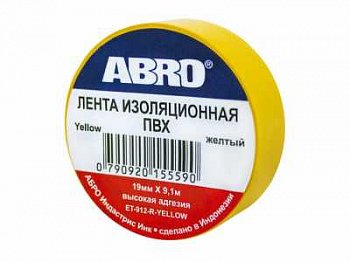 ABRO®
ЛЕНТА ИЗОЛЯЦИОННАЯ
ПВХ
Yellow
желтый
0 790920 155590
19мм X 9,1м
высокая адгезия
ET-912-R-YELLOW
АБРО Индастрис Инк • сделано в Индонезии